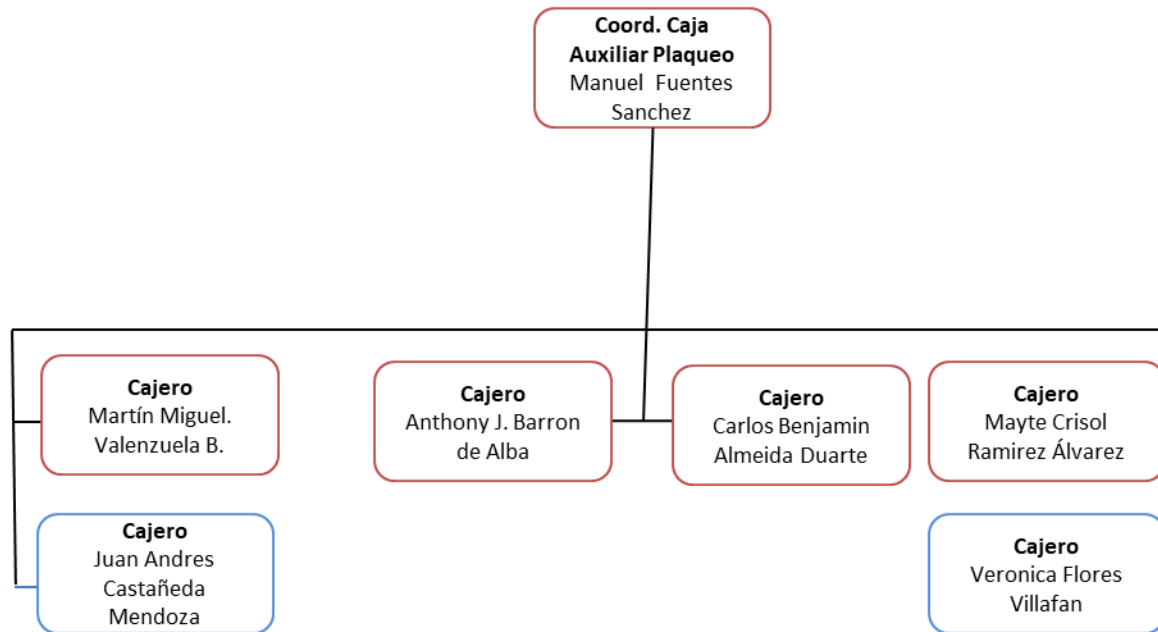 Coord. Caja
Auxiliar Plaqueo
Manuel Fuentes
Sanchez
Cajero
Martín Miguel.
Valenzuela B.
Cajero
Anthony J. Barron
de Alba
Cajero
Carlos Benjamin
Almeida Duarte
Cajero
Mayte Crisol
Ramirez Álvarez
Cajero
Juan Andres
Castañeda
Mendoza
Cajero
Veronica Flores
Villafan